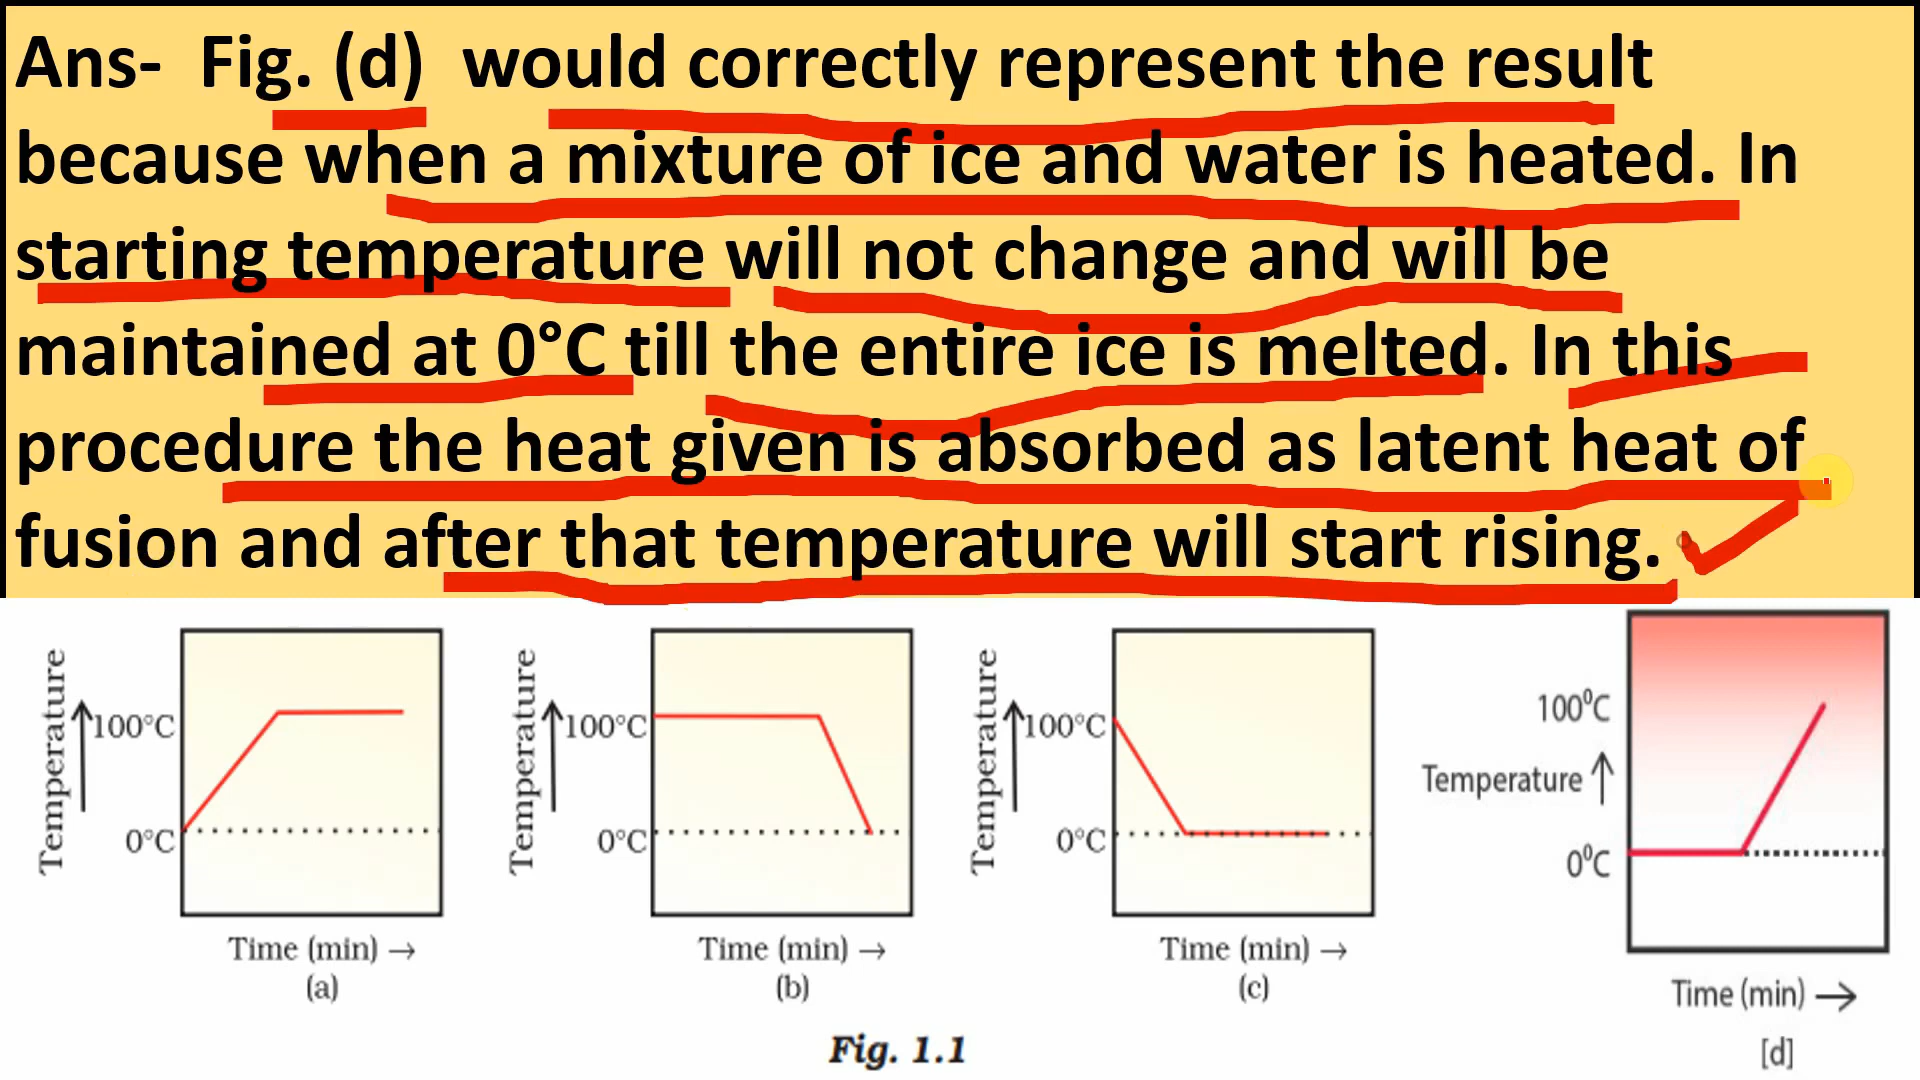 Ans-  Fig. (d)  would correctly represent the result
because when a mixture of ice and water is heated. In
starting temperature will not change and will be
maintained at 0°C till the entire ice is melted. In this
procedure the heat given is absorbed as latent heat of
fusion and after that temperature will start rising.
Temperature
100°C
0°C
Time (min) →
(a)
Temperature
100°C
0°C
Time (min) →
(b)
Temperature
100°C
0°C
Time (min) →
(c)
100⁰C
Temperature ↑
0⁰C
Time (min) →
[d]
Fig. 1.1